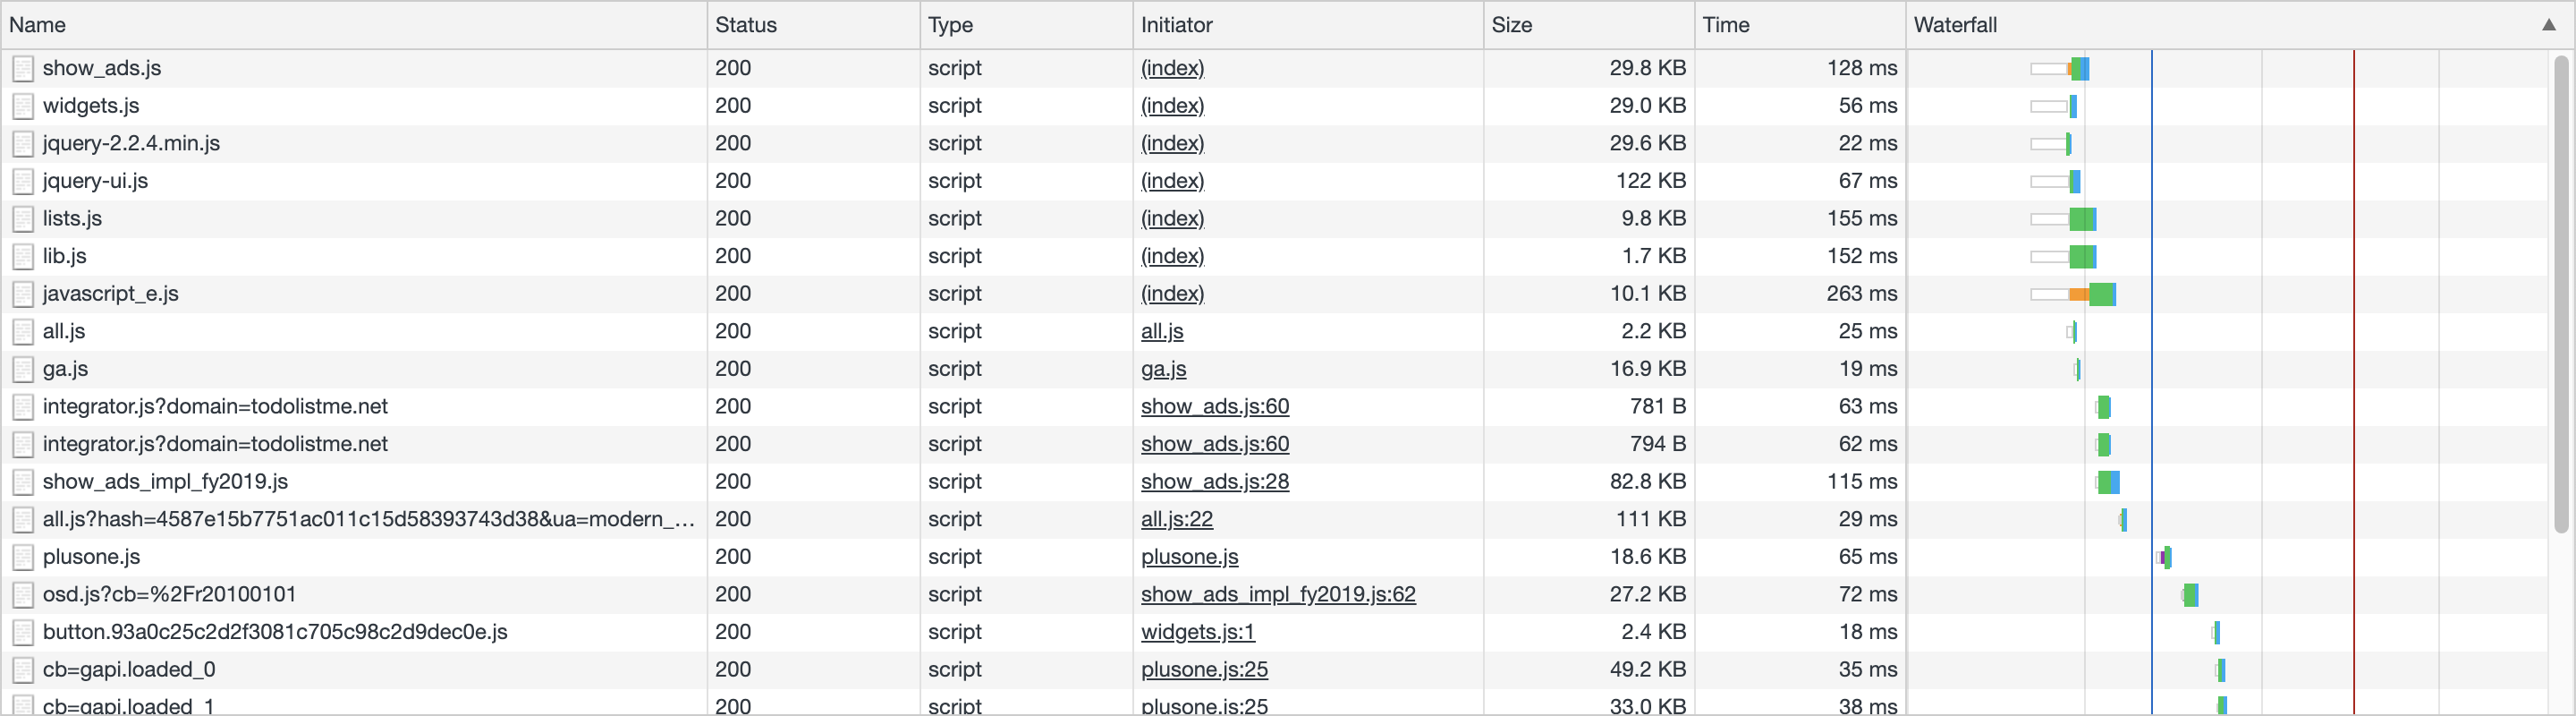 Name Status Type Initiator Size Time Waterfall ▲
show_ads.js 200 script (index) 29.8 KB 128 ms
widgets.js 200 script (index) 29.0 KB 56 ms
jquery-2.2.4.min.js 200 script (index) 29.6 KB 22 ms
jquery-ui.js 200 script (index) 122 KB 67 ms
lists.js 200 script (index) 9.8 KB 155 ms
lib.js 200 script (index) 1.7 KB 152 ms
javascript_e.js 200 script (index) 10.1 KB 263 ms
all.js 200 script all.js 2.2 KB 25 ms
ga.js 200 script ga.js 16.9 KB 19 ms
integrator.js?domain=todolistme.net 200 script show_ads.js:60 781 B 63 ms
integrator.js?domain=todolistme.net 200 script show_ads.js:60 794 B 62 ms
show_ads_impl_fy2019.js 200 script show_ads.js:28 82.8 KB 115 ms
all.js?hash=4587e15b7751ac011c15d58393743d38&ua=modern_... 200 script all.js:22 111 KB 29 ms
plusone.js 200 script plusone.js 18.6 KB 65 ms
osd.js?cb=%2Fr20100101 200 script show_ads_impl_fy2019.js:62 27.2 KB 72 ms
button.93a0c25c2d2f3081c705c98c2d9dec0e.js 200 script widgets.js:1 2.4 KB 18 ms
cb=gapi.loaded_0 200 script plusone.js:25 49.2 KB 35 ms
cb=gapi.loaded_1 200 script plusone.js:25 33.0 KB 38 ms